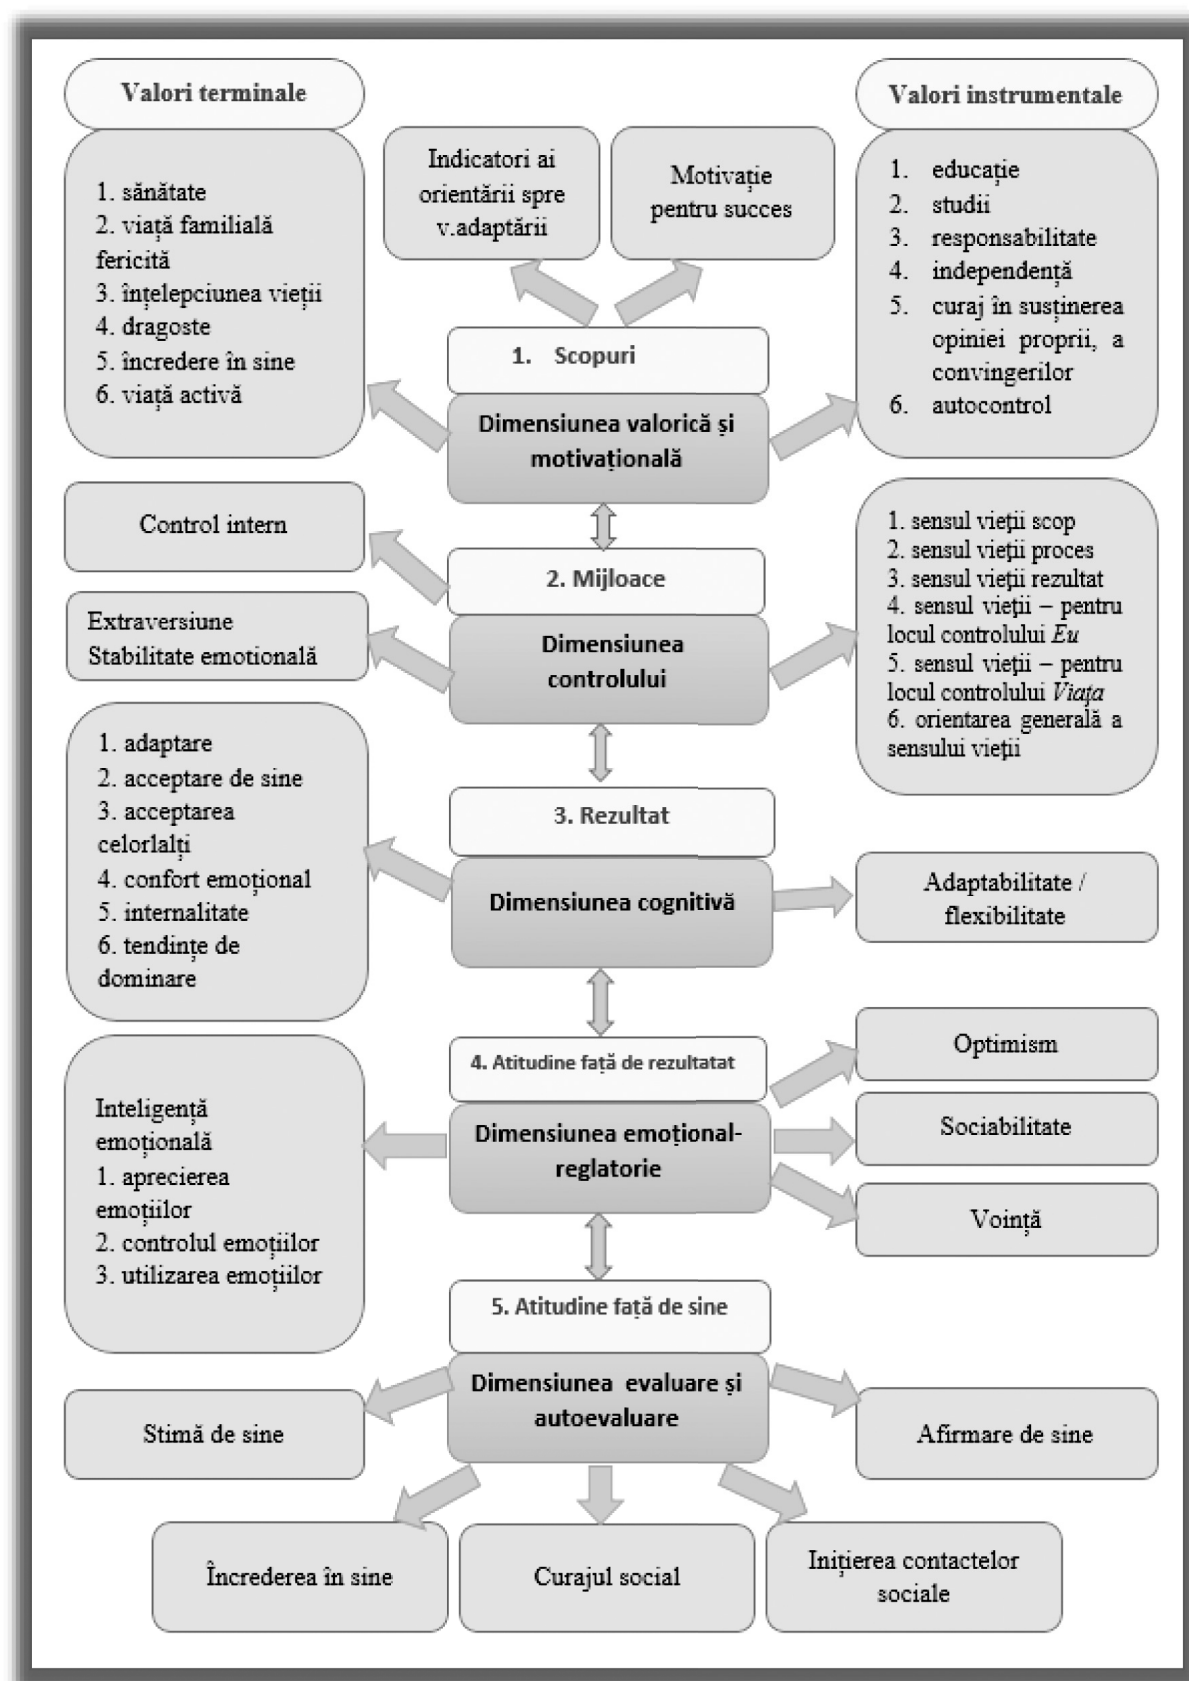 Valori terminale
1. sănătate
2. viață familială
fericită
3. înțelepciunea vieții
4. dragoste
5. încredere în sine
6. viață activă
Indicatori ai
orientării spre
v.adaptării
Motivație
pentru succes
Valori instrumentale
1. educație
2. studii
3. responsabilitate
4. independență
5. curaj în susținerea
opiniei proprii, a
convingerilor
6. autocontrol
1. Scopuri
Dimensiunea valorică și
motivațională
Control intern
Extraversiune
Stabilitate emotională
2. Mijloace
Dimensiunea
controlului
1. sensul vieții scop
2. sensul vieții proces
3. sensul vieții rezultat
4. sensul vieții – pentru
locul controlului Eu
5. sensul vieții – pentru
locul controlului Viața
6. orientarea generală a
sensului vieții
1. adaptare
2. acceptare de sine
3. acceptarea
celorlalți
4. confort emoțional
5. internalitate
6. tendințe de
dominare
3. Rezultat
Dimensiunea cognitivă
Adaptabilitate /
flexibilitate
Inteligență
emoțională
1. aprecierea
emoțiilor
2. controlul emoțiilor
3. utilizarea emoțiilor
4. Atitudine față de rezultatat
Dimensiunea emoțional-
reglatorie
Optimism
Sociabilitate
Voință
5. Atitudine față de sine
Dimensiunea evaluare și
autoevaluare
Stimă de sine
Afirmare de sine
Încrederea în sine
Curajul social
Inițierea contactelor
sociale